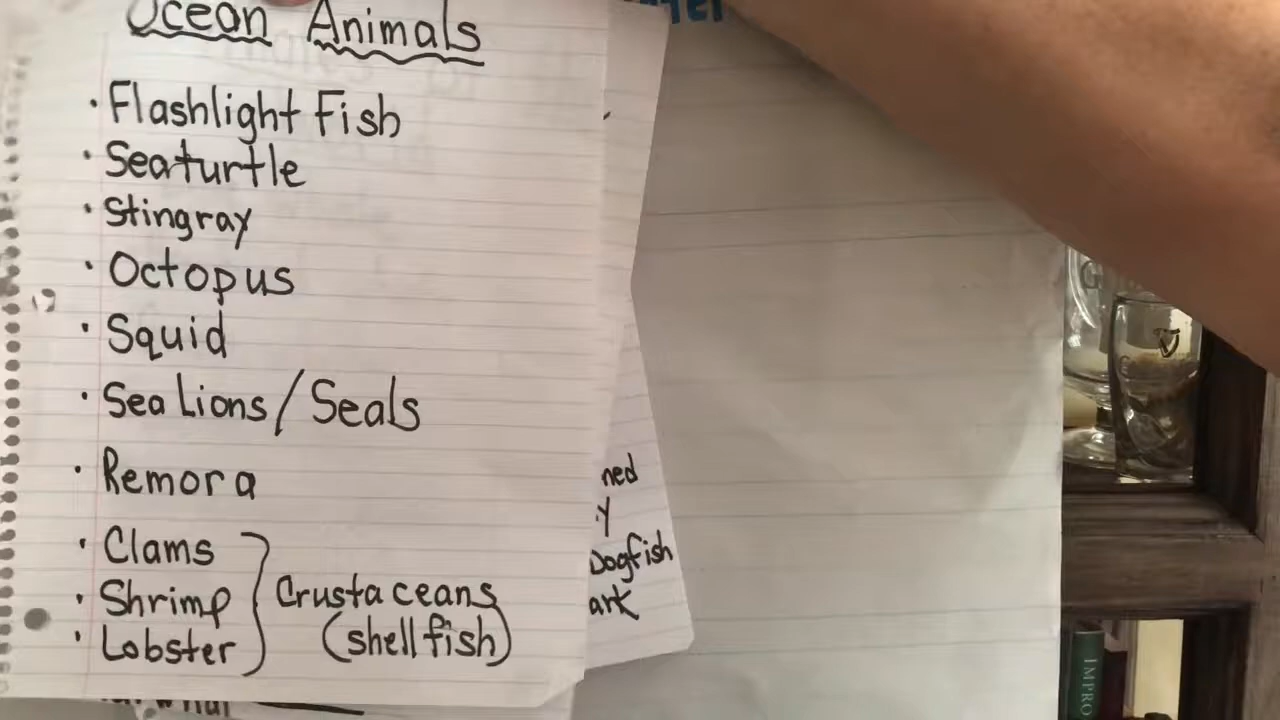 Ocean Animals
· Flashlight Fish
· Seaturtle
· Stingray
· Octopus
· Squid
· Sea Lions / Seals
· Remora
· Clams
· Shrimp
· Lobster
Crustaceans
(shellfish)
ned
y
Dogfish
ark
IMPRO